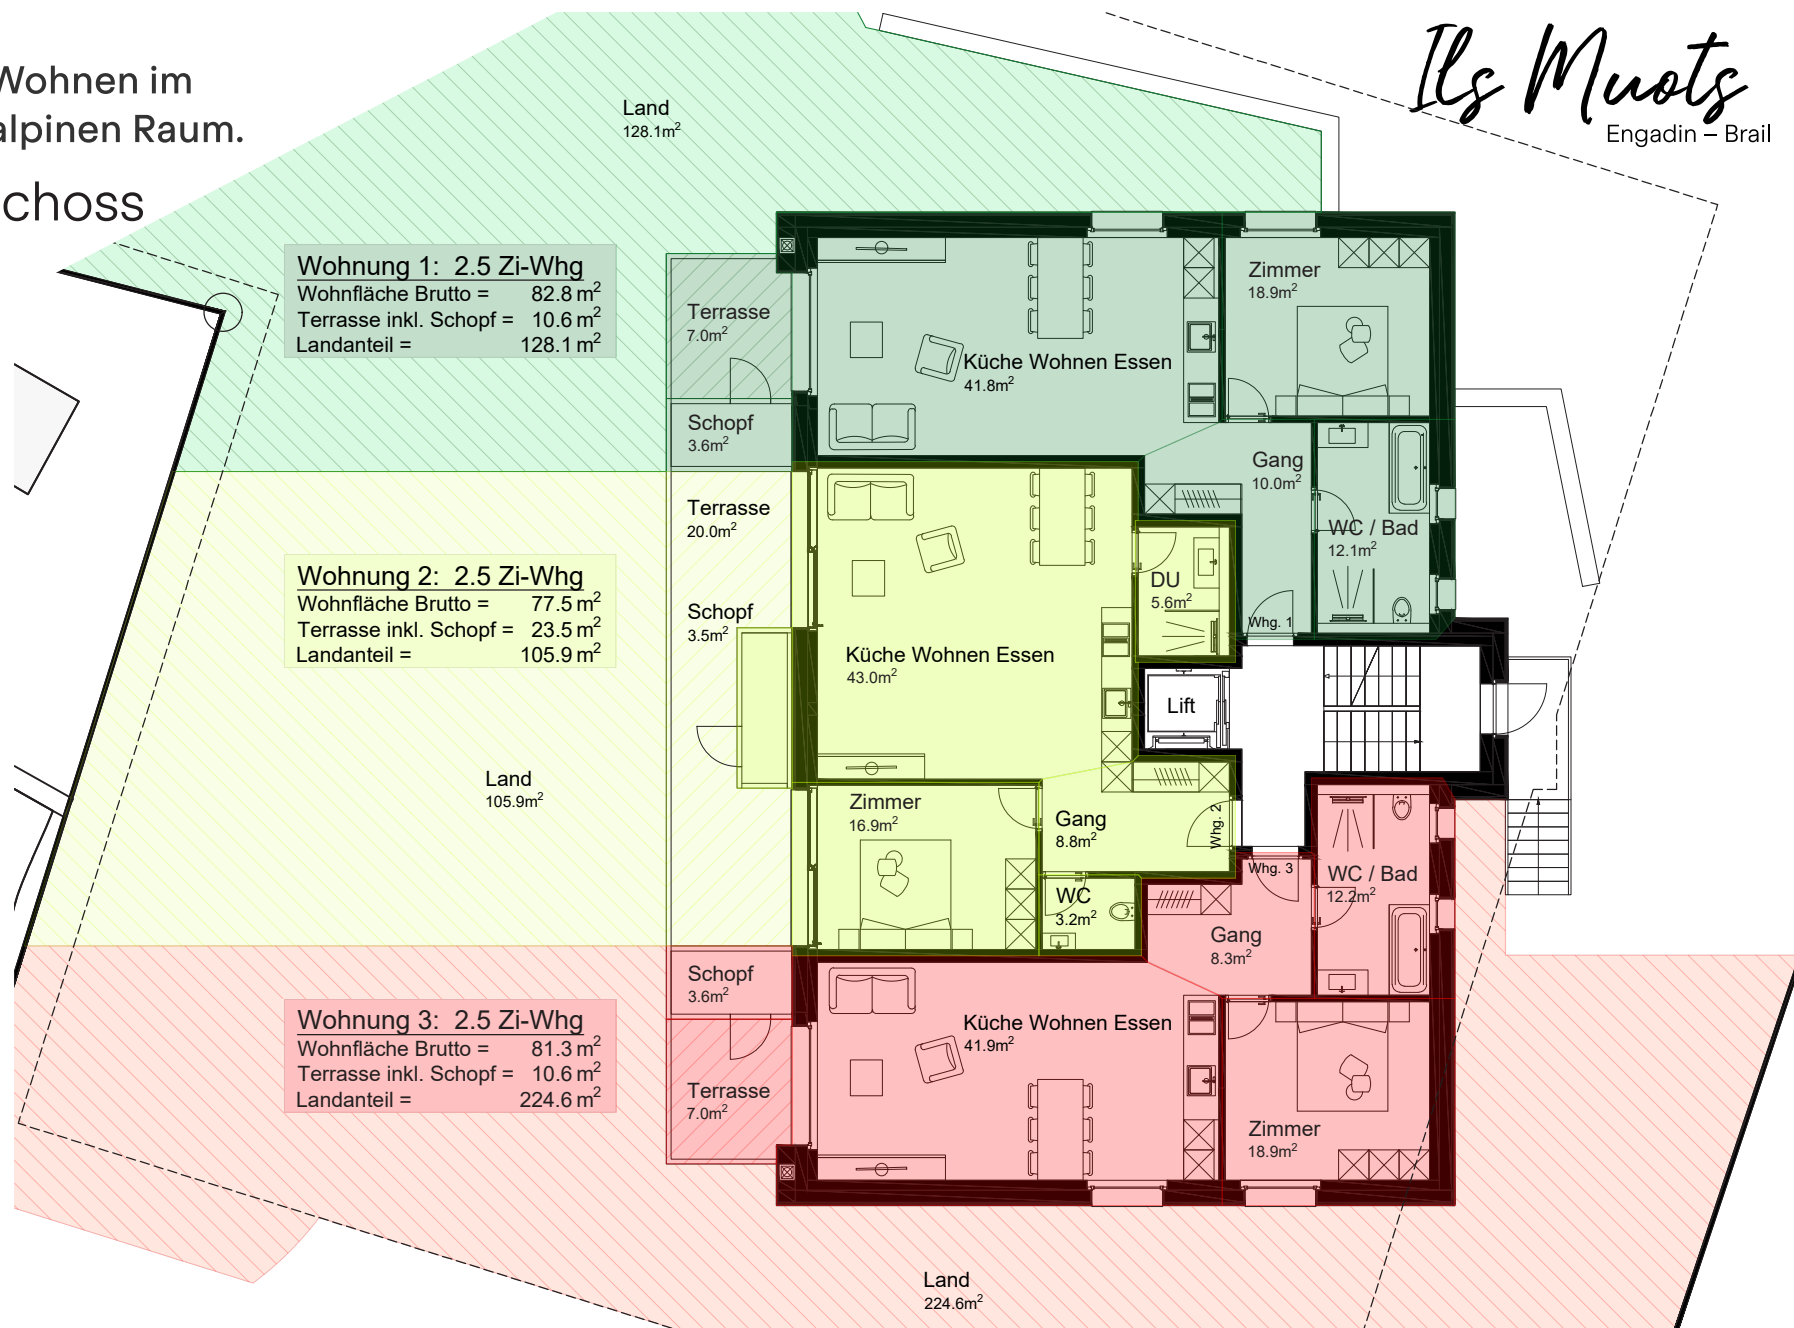 Wohnen im
alpinen Raum.
choss
Ils Muots
Engadin – Brail
Land
128.1m²
Wohnung 1: 2.5 Zi-Whg
Wohnfläche Brutto = 82.8 m²
Terrasse inkl. Schopf = 10.6 m²
Landanteil = 128.1 m²
Terrasse
7.0m²
Schopf
3.6m²
Küche Wohnen Essen
41.8m²
Zimmer
18.9m²
Gang
10.0m²
WC / Bad
12.1m²
Whg. 1
Wohnung 2: 2.5 Zi-Whg
Wohnfläche Brutto = 77.5 m²
Terrasse inkl. Schopf = 23.5 m²
Landanteil = 105.9 m²
Terrasse
20.0m²
Schopf
3.5m²
Land
105.9m²
Küche Wohnen Essen
43.0m²
DU
5.6m²
Lift
Zimmer
16.9m²
Gang
8.8m²
Whg. 2
WC
3.2m²
Wohnung 3: 2.5 Zi-Whg
Wohnfläche Brutto = 81.3 m²
Terrasse inkl. Schopf = 10.6 m²
Landanteil = 224.6 m²
Schopf
3.6m²
Terrasse
7.0m²
Whg. 3
WC / Bad
12.2m²
Gang
8.3m²
Küche Wohnen Essen
41.9m²
Zimmer
18.9m²
Land
224.6m²